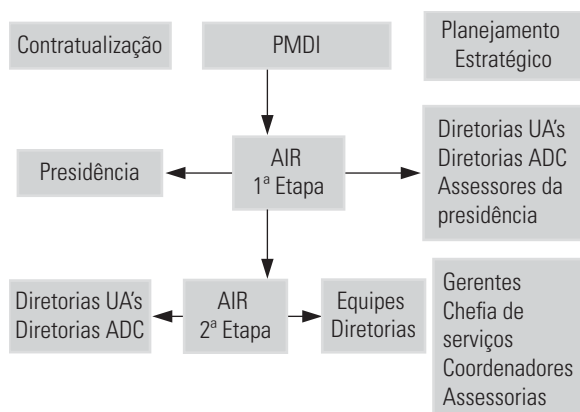 Contratualização
PMDI
Planejamento
Estratégico
Presidência
AIR
1ª Etapa
Diretorias UA's
Diretorias ADC
Assessores da
presidência
Diretorias UA's
Diretorias ADC
AIR
2ª Etapa
Equipes
Diretorias
Gerentes
Chefia de
serviços
Coordenadores
Assessorias